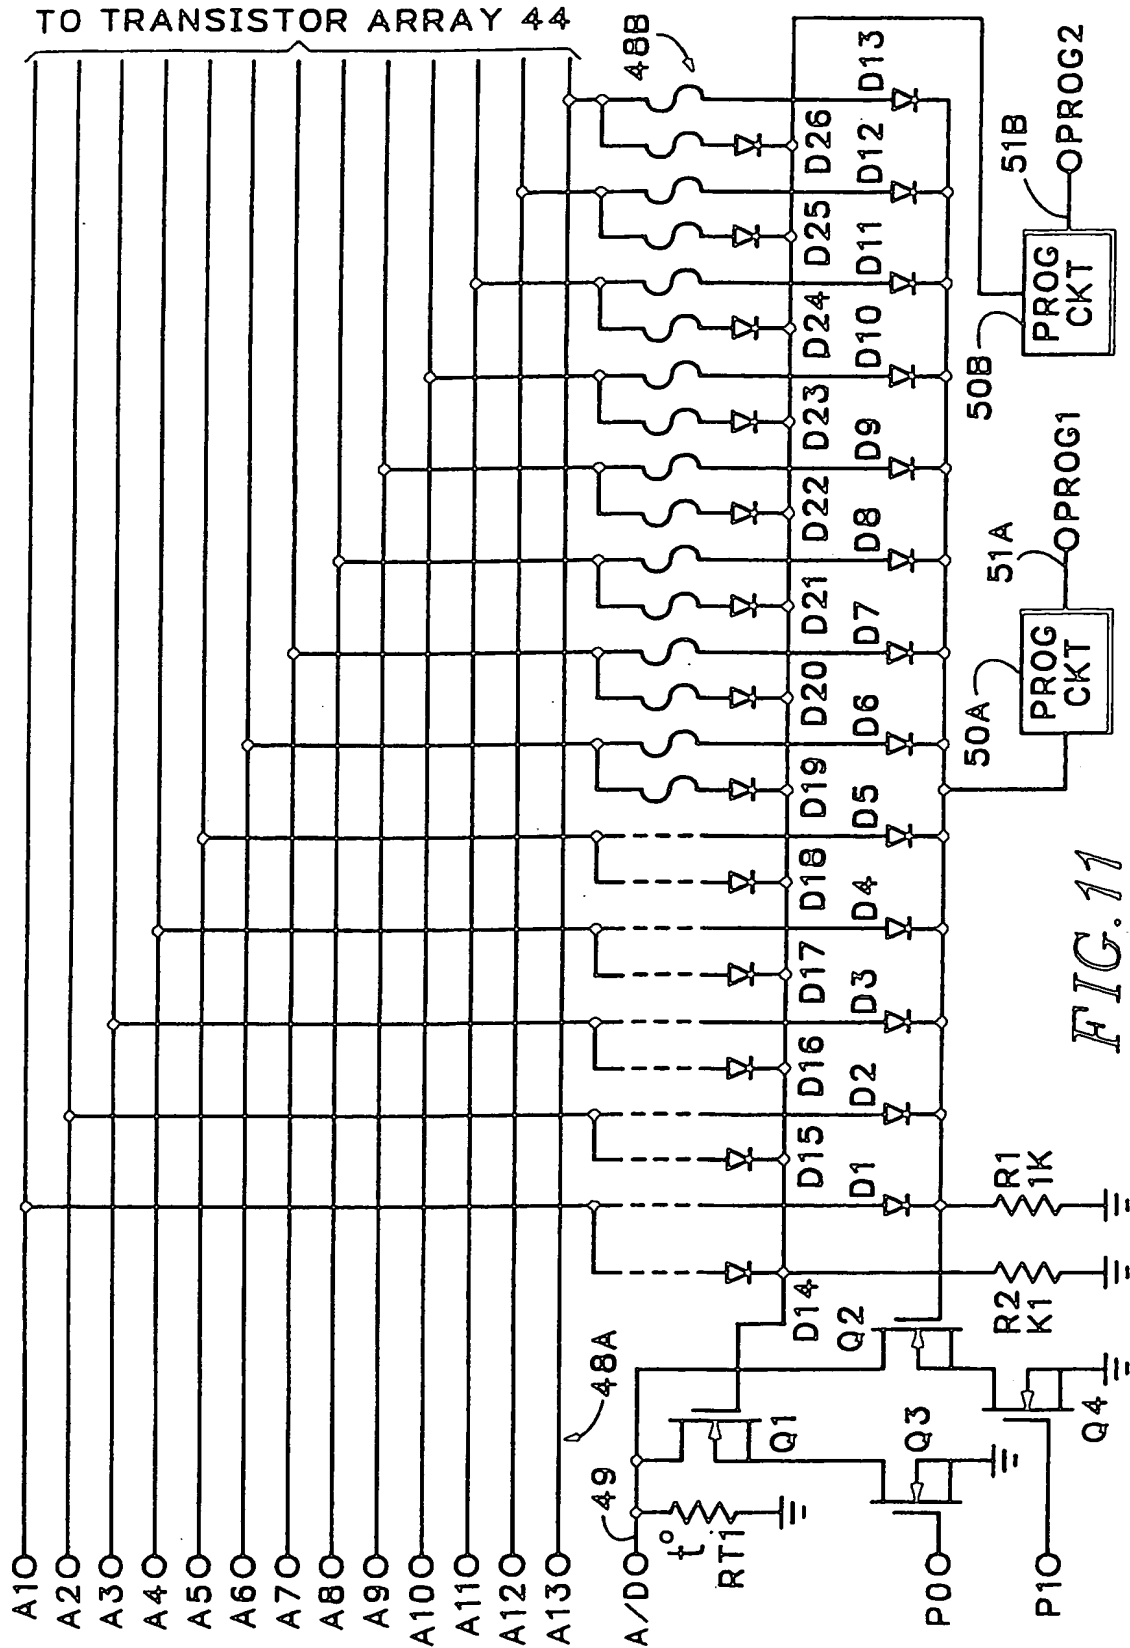 TO TRANSISTOR ARRAY 44
A1
A2
A3
A4
A5
A6
A7
A8
A9
A10
A11
A12
A13
48A
48B
49
A/D
t°
RT1
P0
P1
Q1
Q2
Q3
Q4
D14
D15
D16
D17
D18
D19
D20
D21
D22
D23
D24
D25
D26
D1
D2
D3
D4
D5
D6
D7
D8
D9
D10
D11
D12
D13
R2
K1
R1
1K
50A
PROG
CKT
51A
OPROG1
50B
PROG
CKT
51B
OPROG2
FIG.11